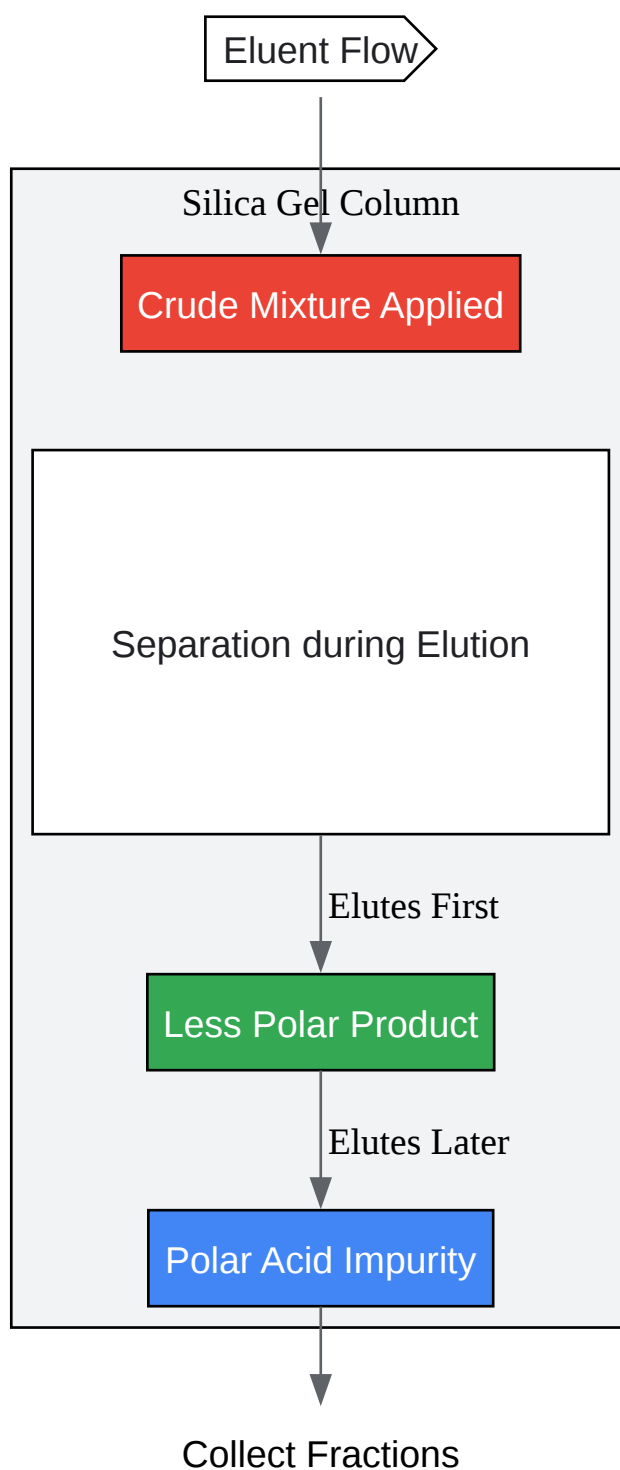 Eluent Flow
Silica Gel Column
Crude Mixture Applied
Separation during Elution
Elutes First
Less Polar Product
Elutes Later
Polar Acid Impurity
Collect Fractions